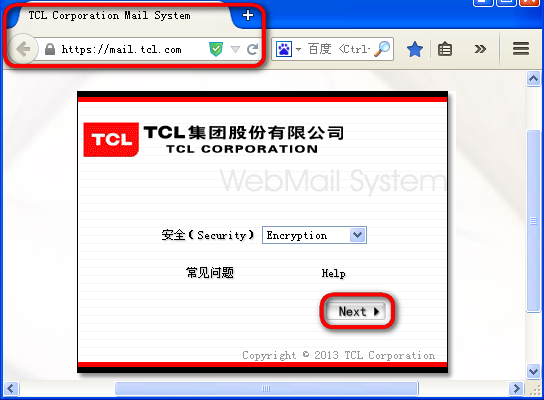 TCL Corporation Mail System
https://mail.tcl.com
百度 <Ctrl-
TCL TCL集团股份有限公司
TCL CORPORATION
WebMail System
安全(Security) Encryption
常见问题 Help
Next
Copyright © 2013 TCL Corporation